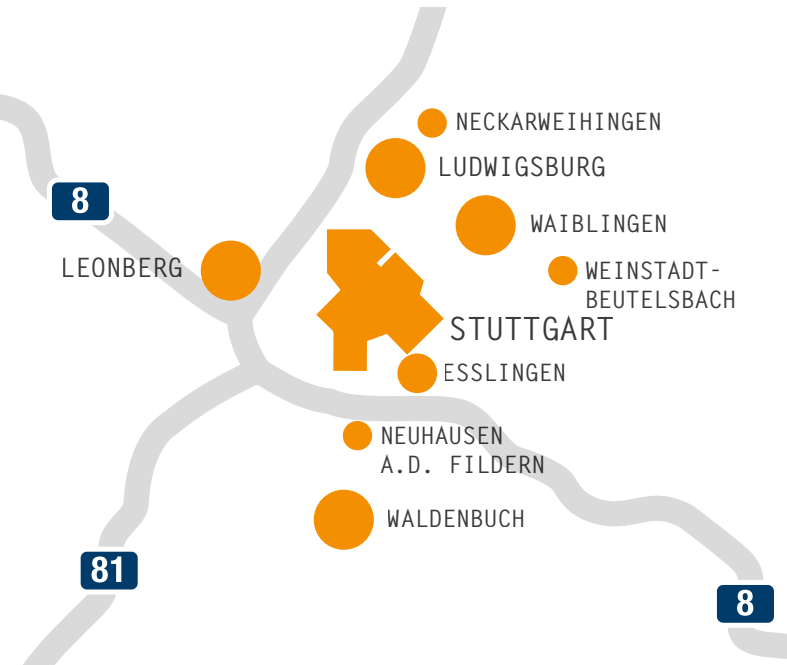 NECKARWEIHINGEN
LUDWIGSBURG
8
WAIBLINGEN
LEONBERG
WEINSTADT-
BEUTELSBACH
STUTTGART
ESSLINGEN
NEUHAUSEN
A.D. FILDERN
WALDENBUCH
81
8